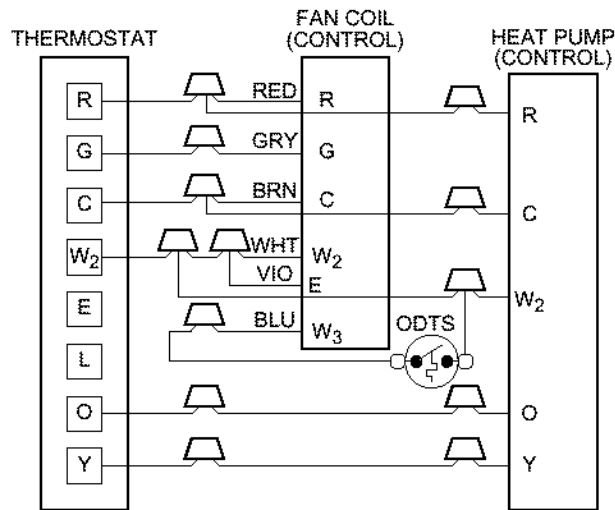 THERMOSTAT
FAN COIL
(CONTROL)
HEAT PUMP
(CONTROL)
R
RED
R
R
G
GRY
G
C
BRN
C
C
W2
WHT
W2
VIO
E
W2
E
BLU
W3
ODTS
L
O
O
Y
Y